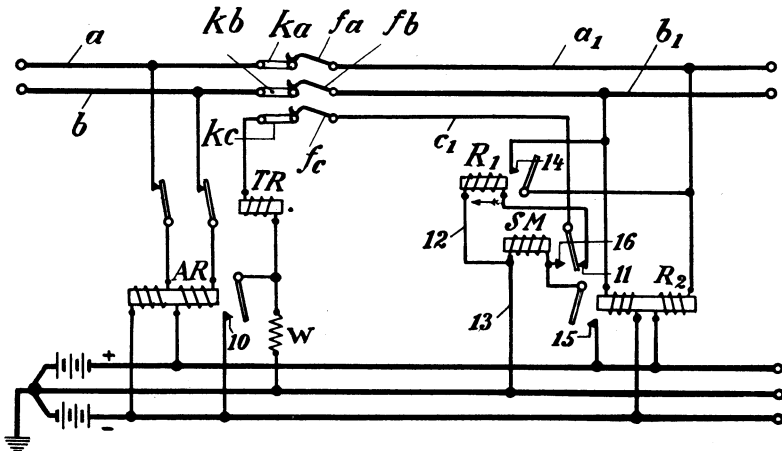 a
kb ka fa fb a1 b1
b
kc fc c1
TR R1 14
12 SM 16
AR 11 R2
10 W 13 15
+
-